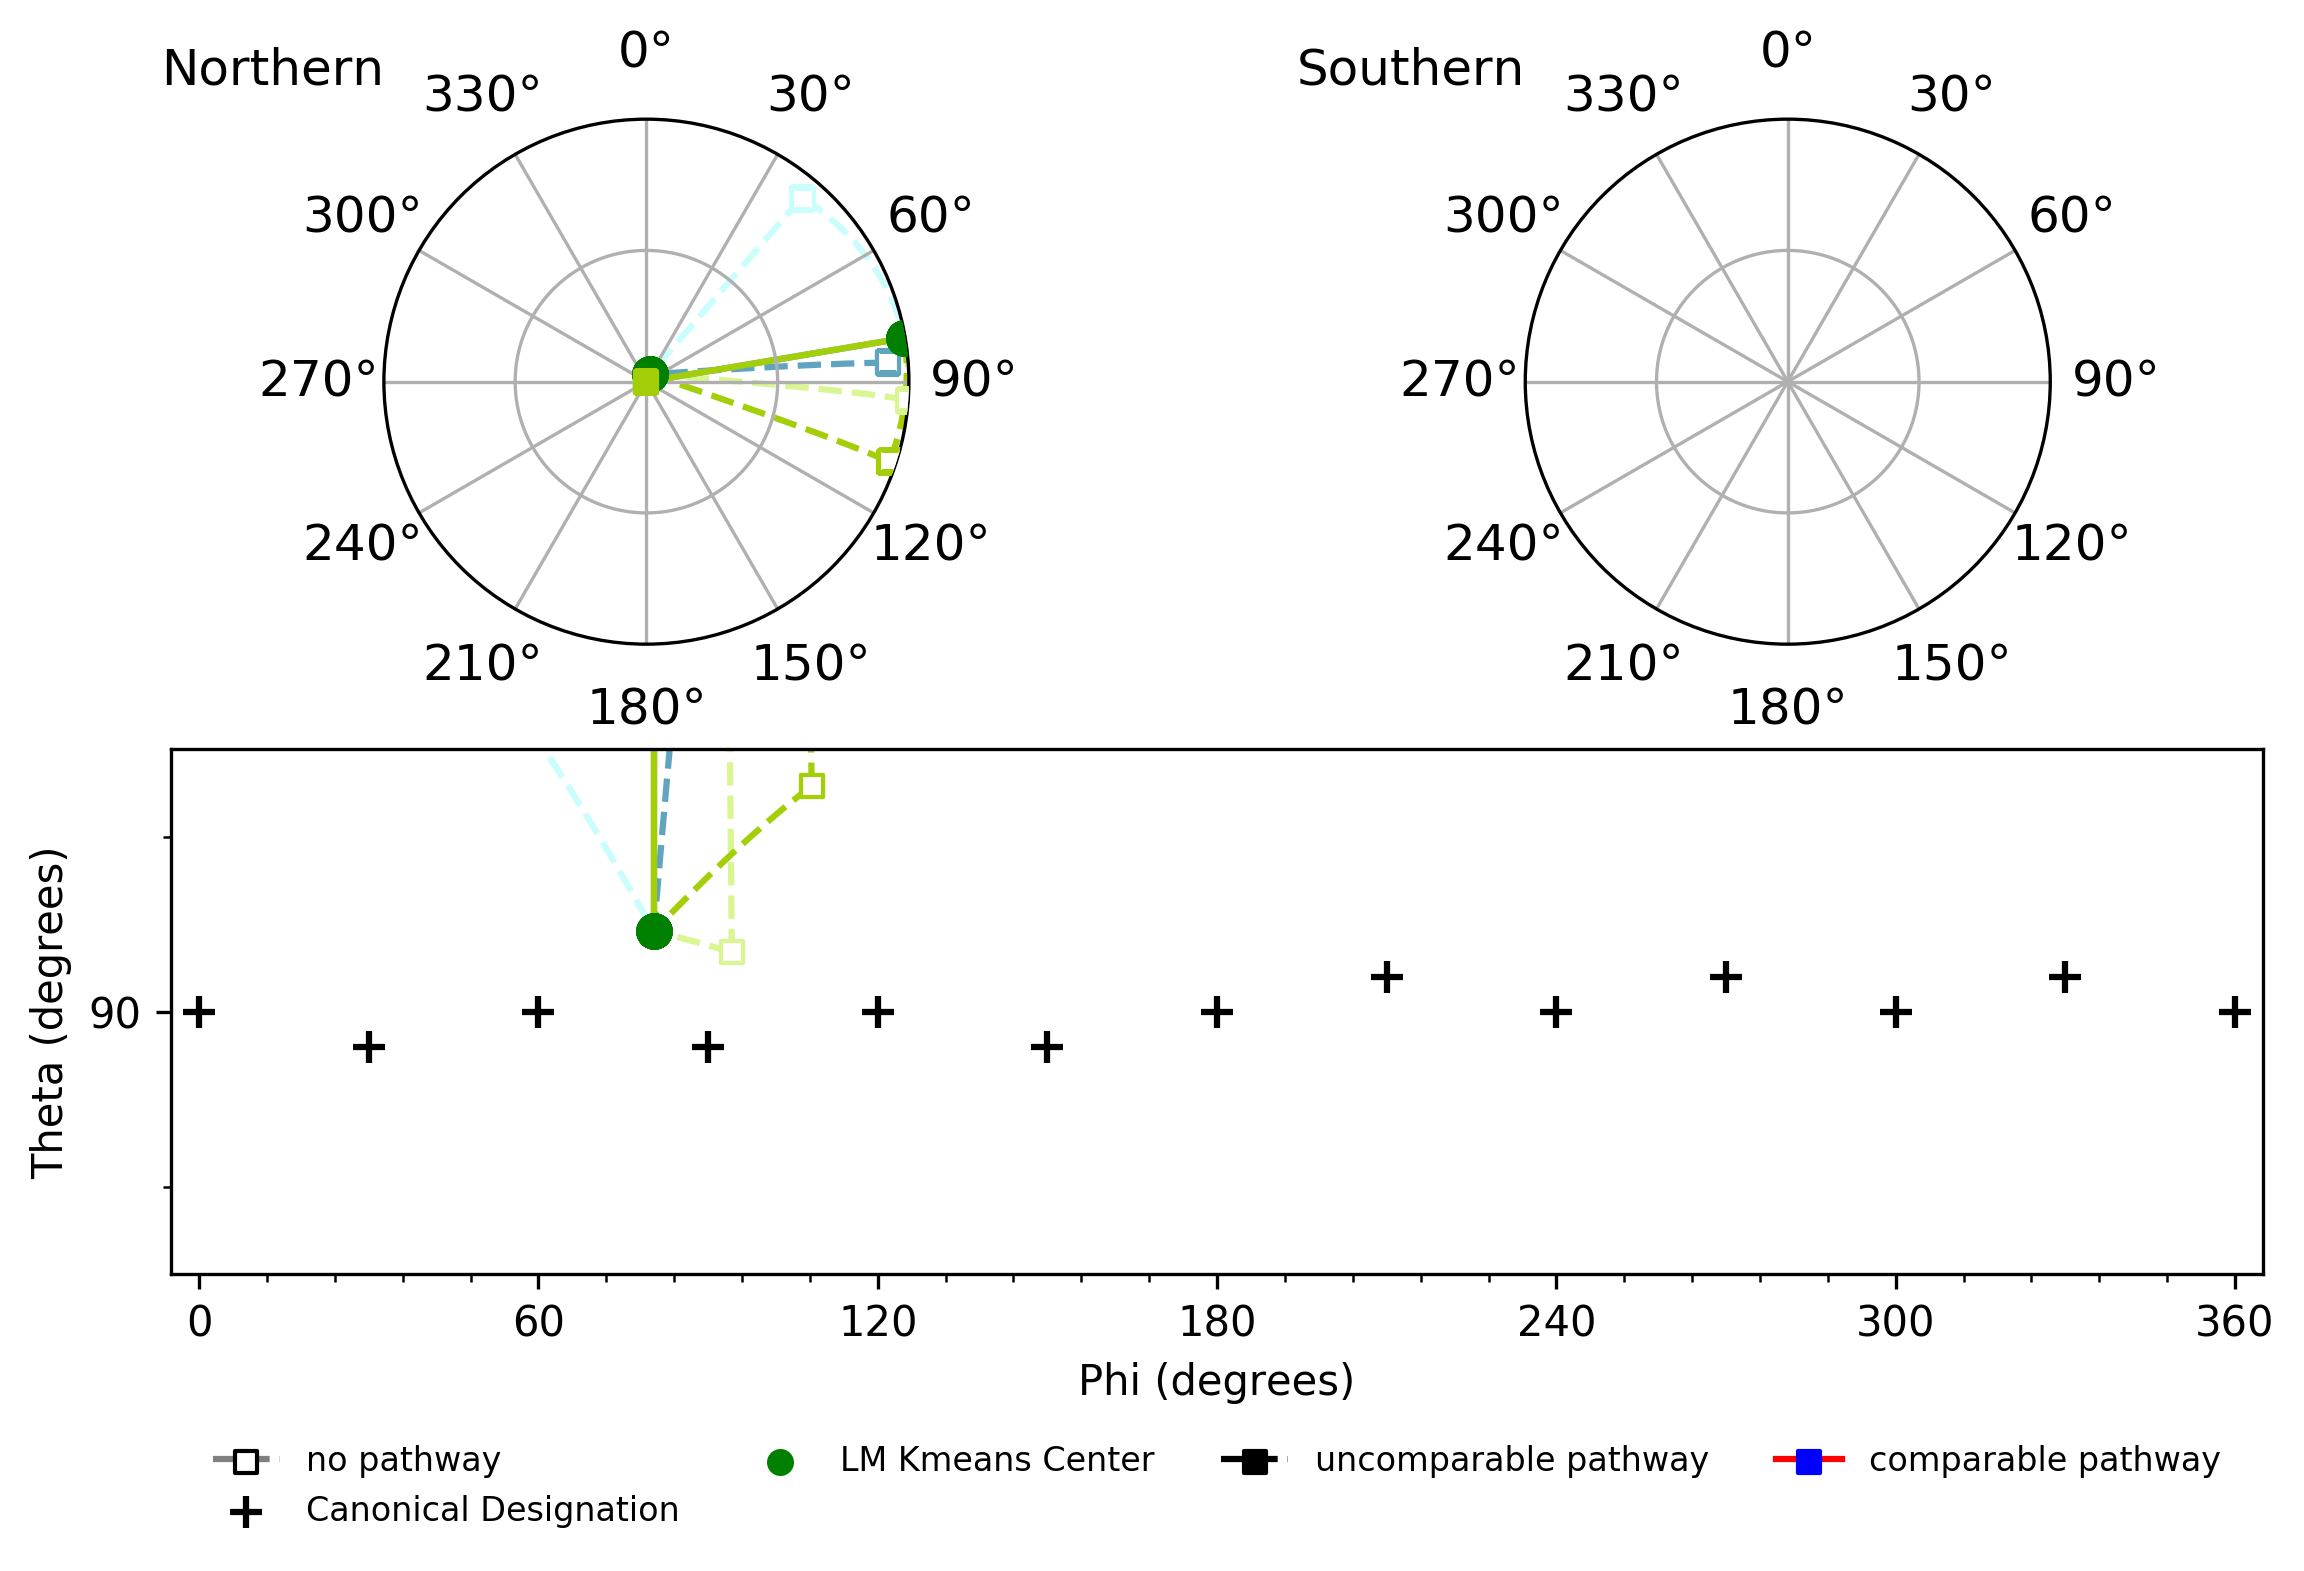 Northern
0°
30°
60°
90°
120°
150°
180°
210°
240°
270°
300°
330°
Southern
0°
30°
60°
90°
120°
150°
180°
210°
240°
270°
300°
330°
Theta (degrees)
90
0 60 120 180 240 300 360
Phi (degrees)
no pathway
Canonical Designation
LM Kmeans Center
uncomparable pathway
comparable pathway